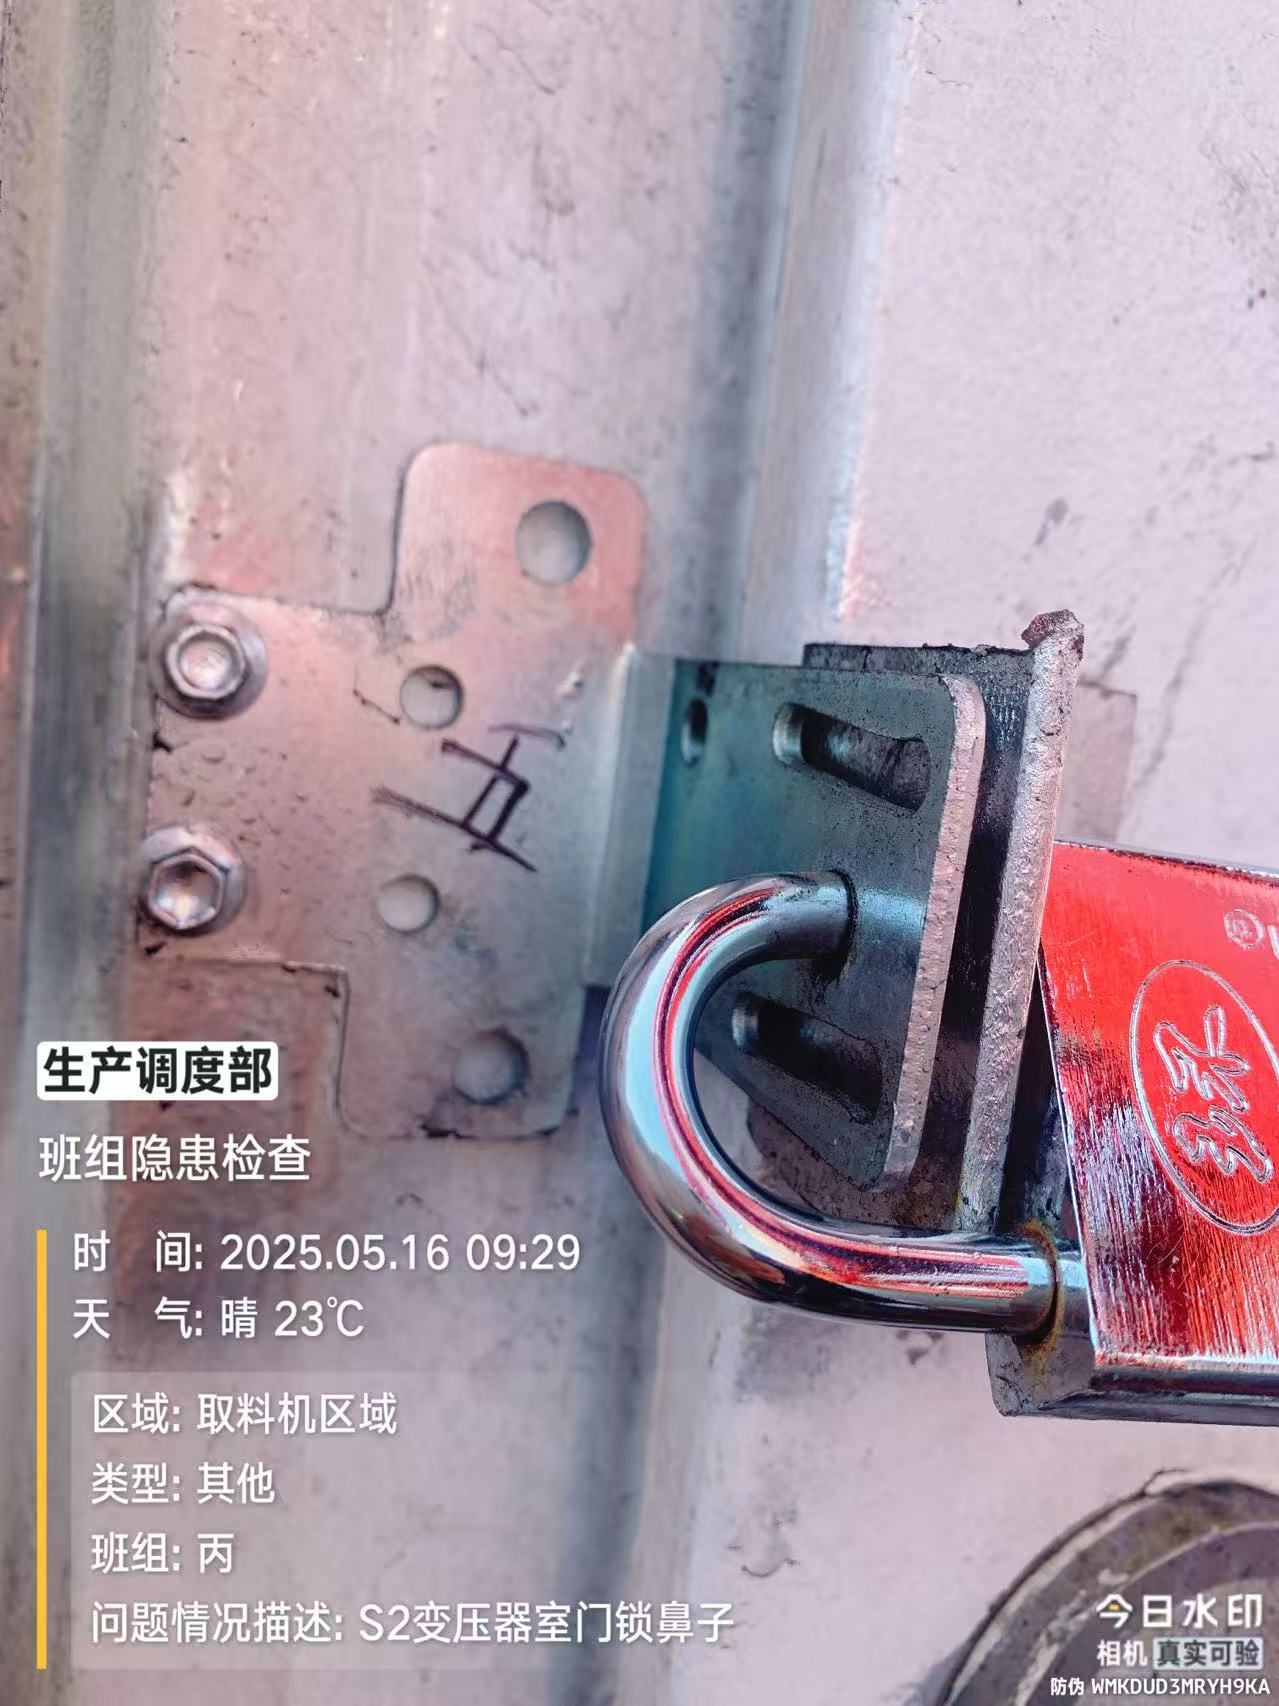 生产调度部
班组隐患检查
时 间: 2025.05.16 09:29
天 气: 晴 23℃
区域: 取料机区域
类型: 其他
班组: 丙
问题情况描述: S2变压器室门锁鼻子
今日水印
相机 真实可验
防伪 WMKDUD3MRYH9KA